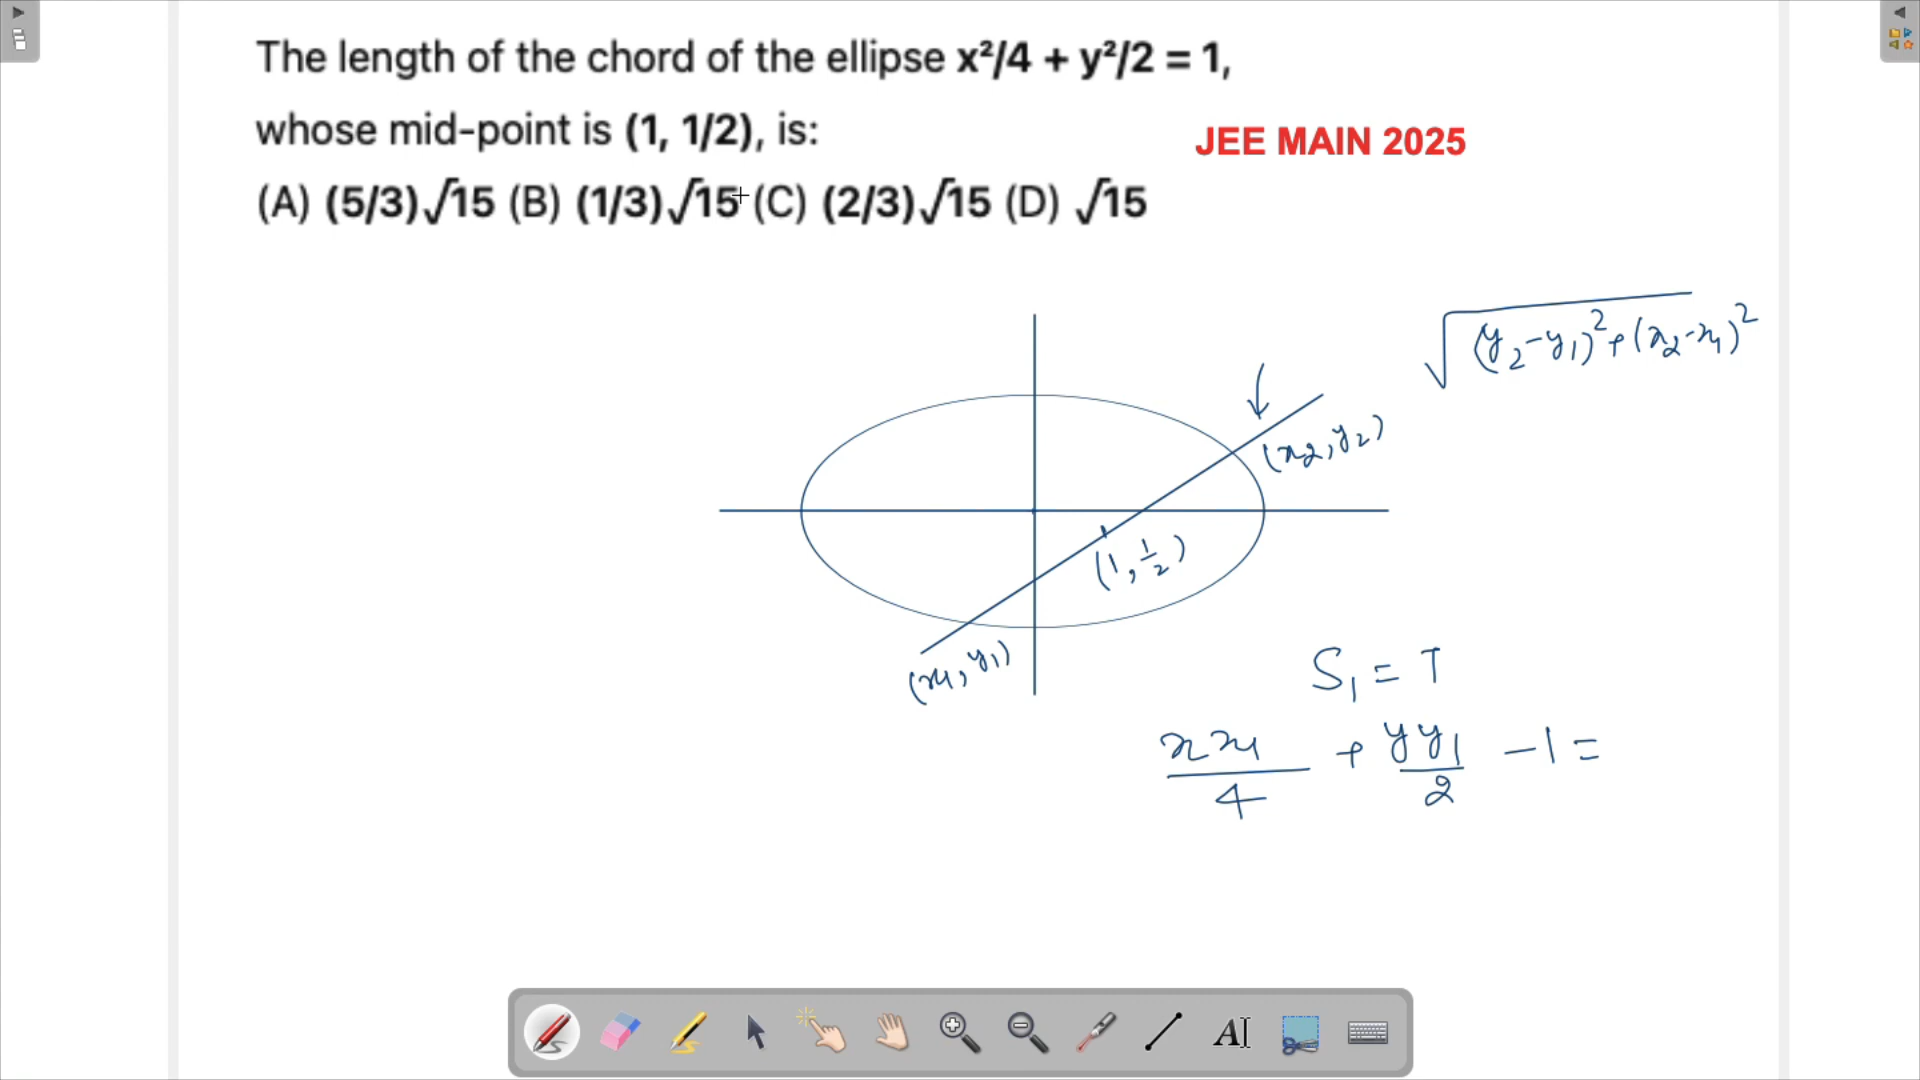 The length of the chord of the ellipse x²/4 + y²/2 = 1,
whose mid-point is (1, 1/2), is:
JEE MAIN 2025
(A) (5/3)√15 (B) (1/3)√15 (C) (2/3)√15 (D) √15
√(y₂-y₁)²+(x₂-x₁)²
(x₂,y₂)
(1,1/2)
(x₁,y₁)
S₁ = T
xx₁/4 + yy₁/2 -1 =
AI